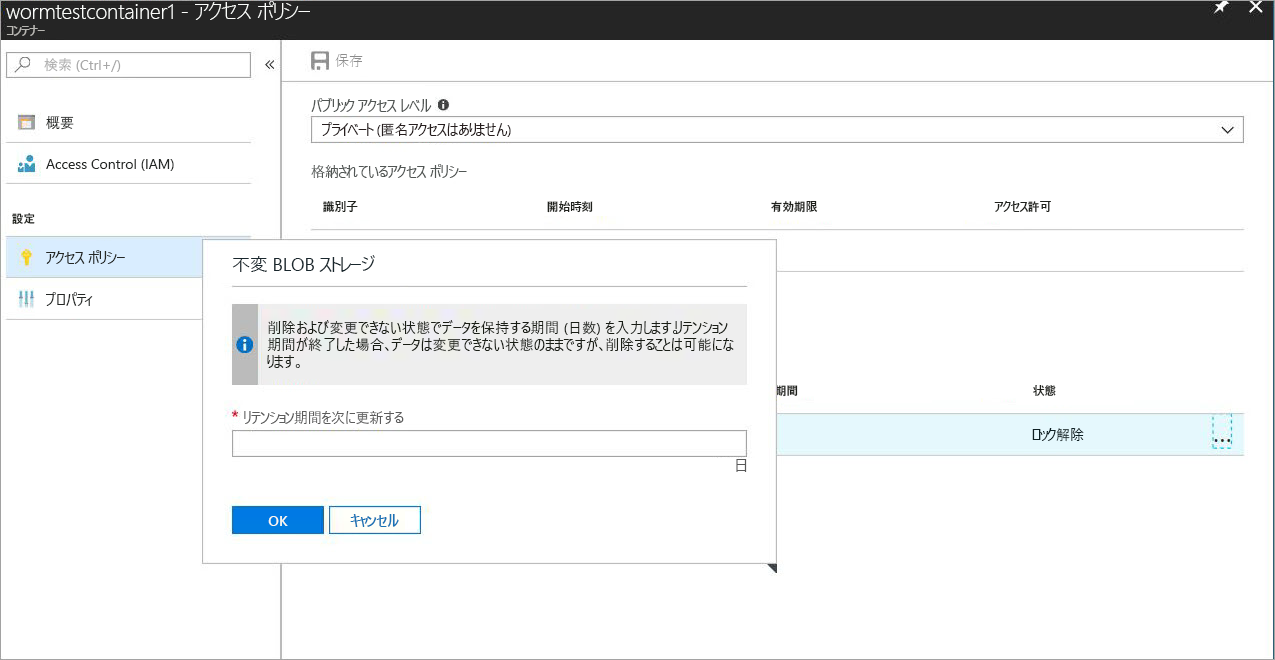 wormtestcontainer1 - アクセス ポリシー
コンテナー
検索 (Ctrl+/)
«
保存
概要
Access Control (IAM)
設定
アクセス ポリシー
プロパティ
パブリック アクセス レベル
プライベート (匿名アクセスはありません)
格納されているアクセス ポリシー
識別子 開始時刻 有効期限 アクセス許可
不変 BLOB ストレージ
削除および変更できない状態でデータを保持する期間 (日数) を入力します。リテンション
期間が終了した場合、データは変更できない状態のままですが、削除することは可能にな
ります。
* リテンション期間を次に更新する
日
OK キャンセル
期間 状態
ロック解除 ...